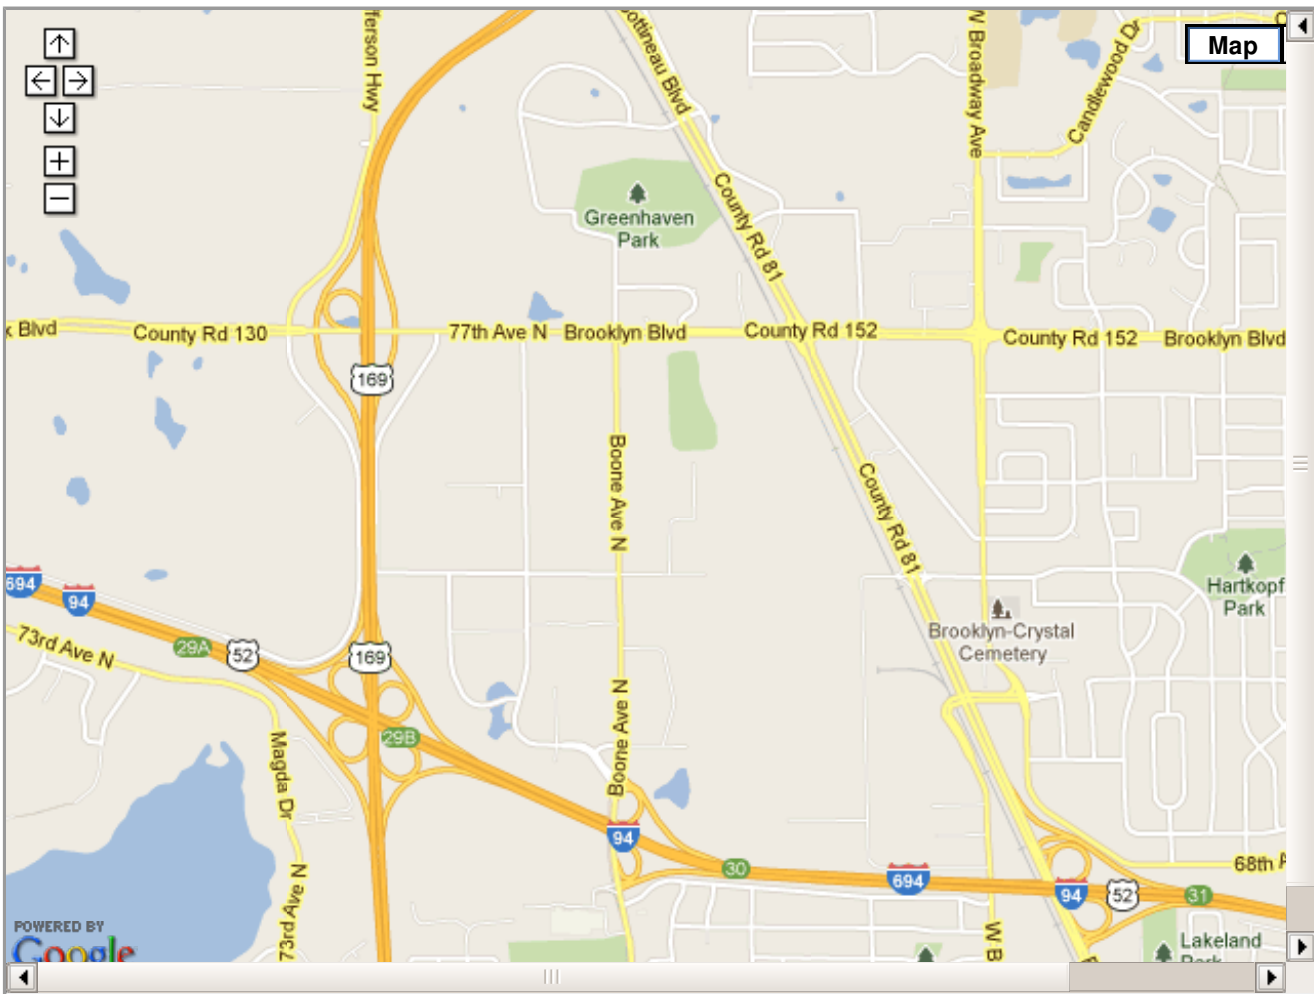 ferson Hwy
ottineau Blvd
W Broadway Ave
Candlewood Dr
Map
Greenhaven
Park
County Rd 81
k Blvd
County Rd 130
77th Ave N
Brooklyn Blvd
County Rd 152
County Rd 152
Brooklyn Blvd
169
Boone Ave N
County Rd 81
694
94
Hartkopf
Park
73rd Ave N
29A
52
169
Brooklyn-Crystal
Cemetery
Boone Ave N
29B
Magda Dr
94
30
694
94
52
31
68th A
73rd Ave N
W B
POWERED BY
Google
Lakeland
Park